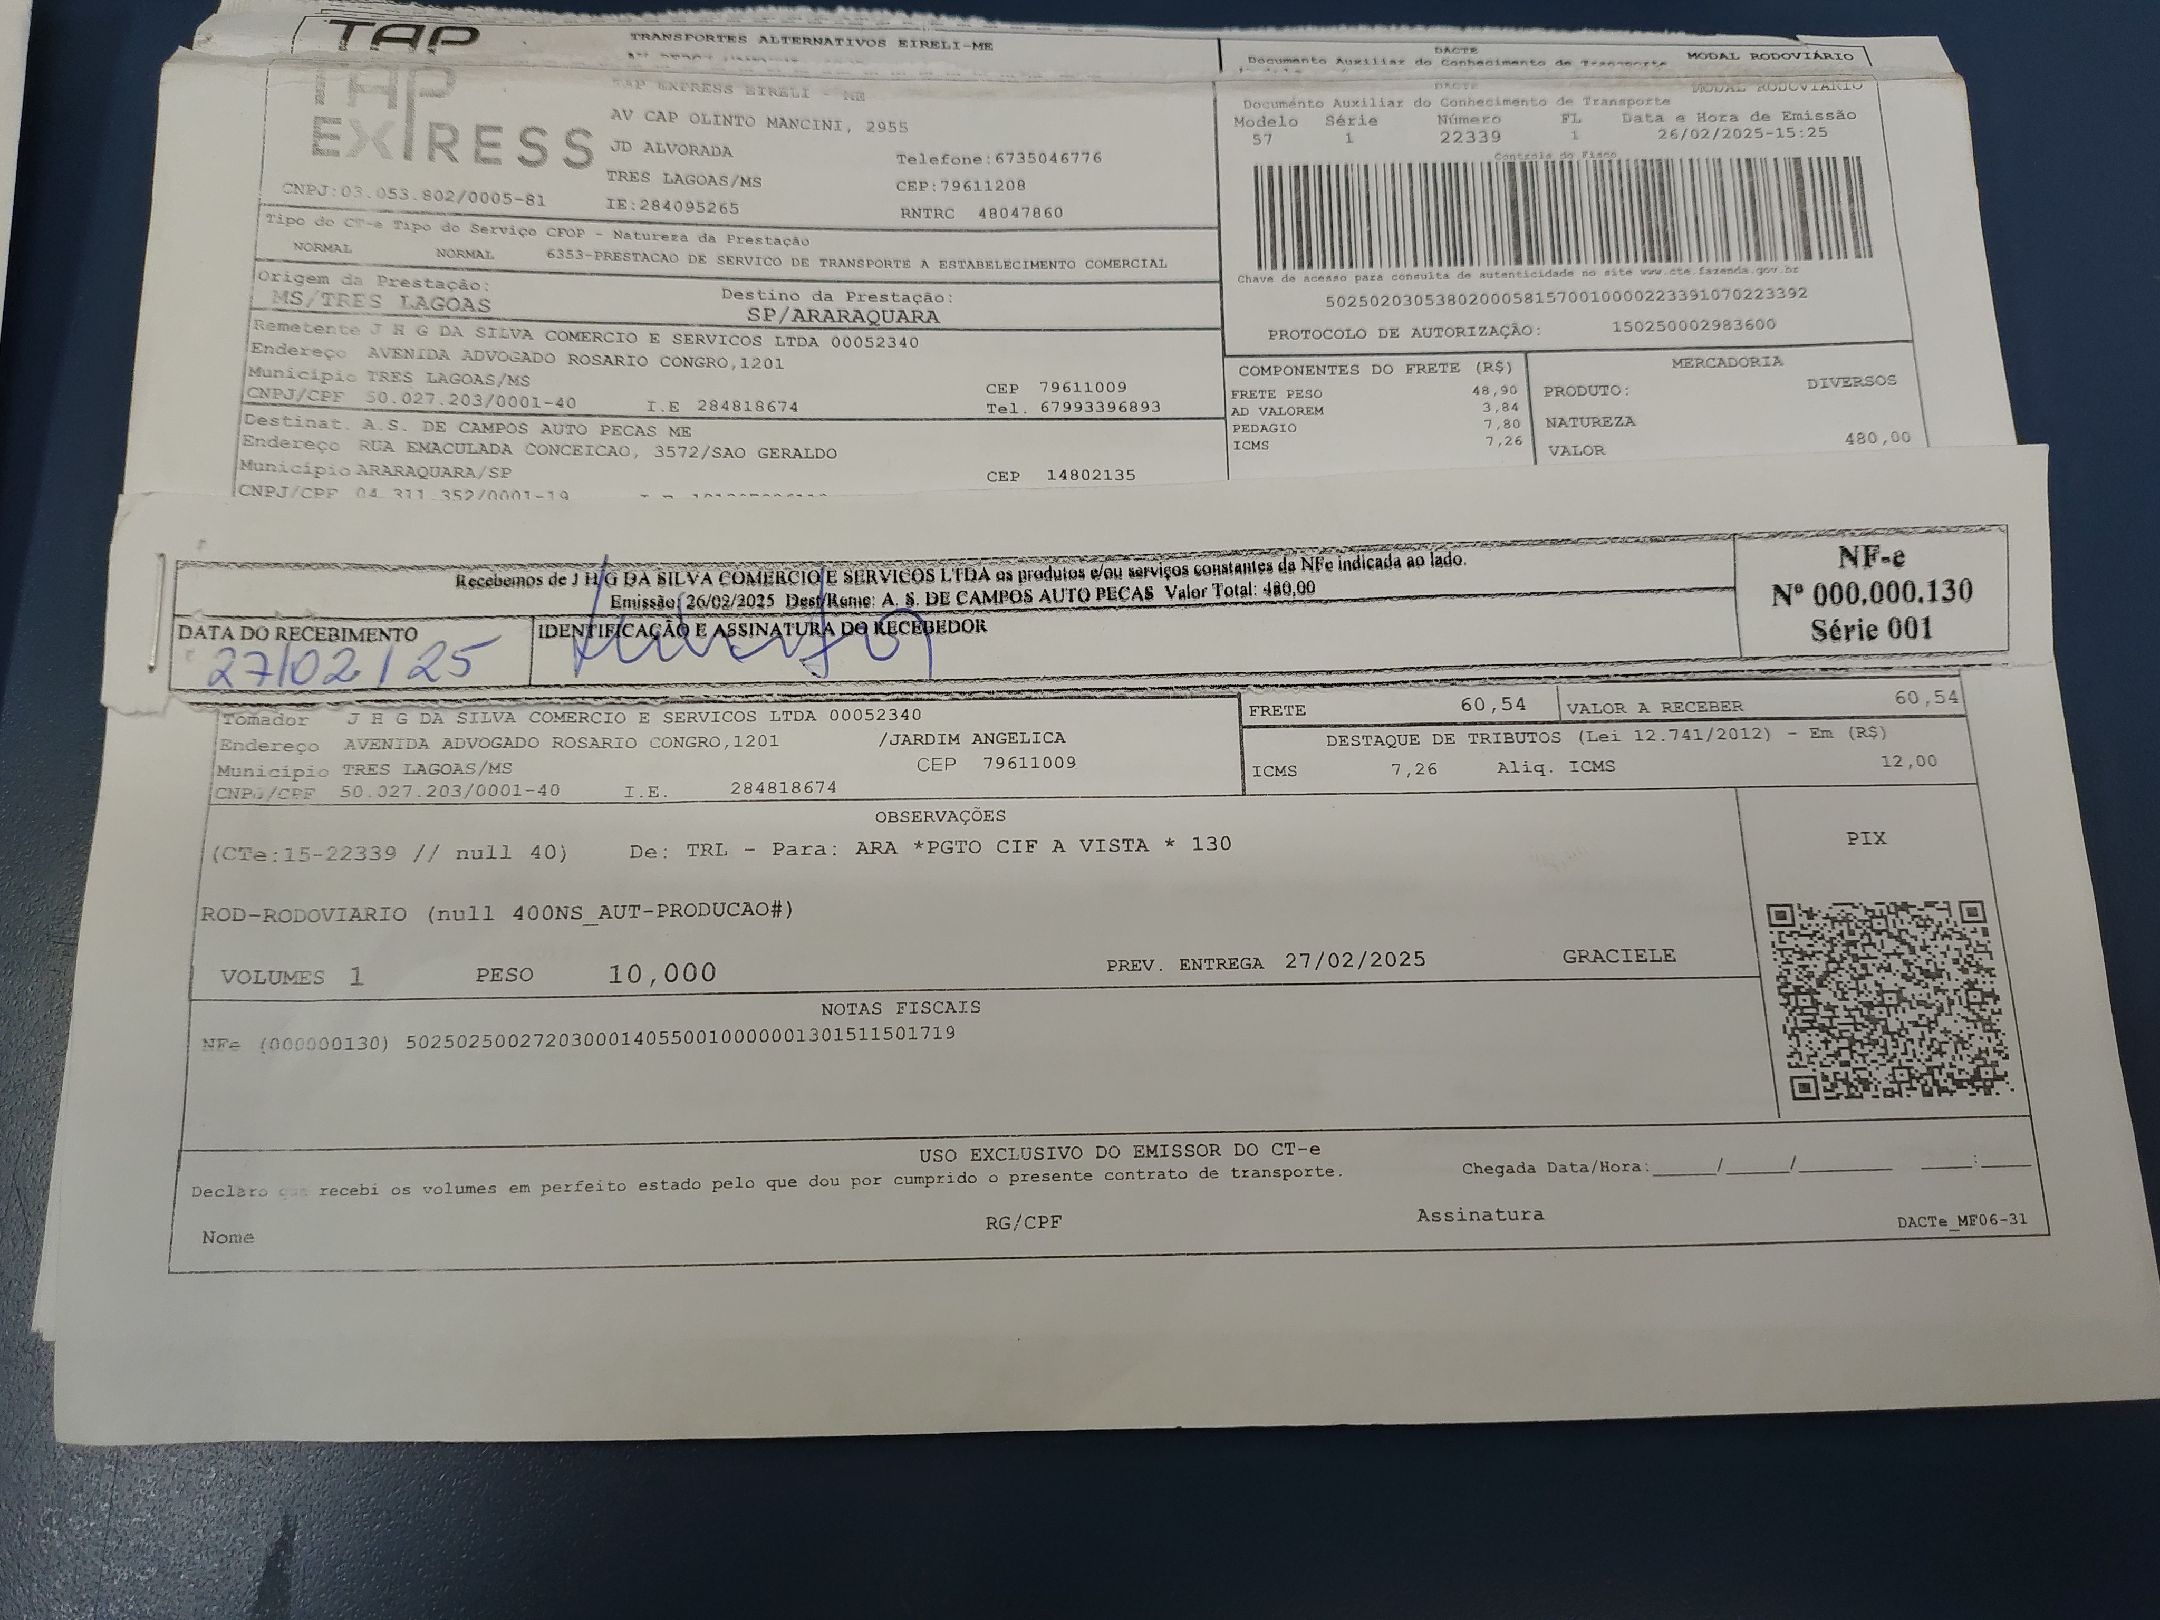 TAP
TRANSPORTES ALTERNATIVOS EIRELI-ME
DACTE
MODAL RODOVIÁRIO
Documento Auxiliar do Conhecimento de Transporte
TAP
EXPRESS
TAP EXPRESS EIRELI - ME
AV CAP OLINTO MANCINI, 2955
JD ALVORADA
Telefone:6735046776
TRES LAGOAS/MS
CEP:79611208
CNPJ:03.053.802/0005-81
IE:284095265
RNTRC 48047860
DACTE
MODAL RODOVIÁRIO
Documento Auxiliar do Conhecimento de Transporte
Modelo Série Número FL Data e Hora de Emissão
57 1 22339 1 26/02/2025-15:25
Controle do Fisco
Chave de acesso para consulta de autenticidade no site www.cte.fazenda.gov.br
50250203053802000581570010000223391070223392
PROTOCOLO DE AUTORIZAÇÃO: 150250002983600
Tipo do CT-e Tipo do Serviço CFOP - Natureza da Prestação
NORMAL NORMAL 6353-PRESTACAO DE SERVICO DE TRANSPORTE A ESTABELECIMENTO COMERCIAL
Origem da Prestação: Destino da Prestação:
MS/TRES LAGOAS SP/ARARAQUARA
Remetente J H G DA SILVA COMERCIO E SERVICOS LTDA 00052340
Endereço AVENIDA ADVOGADO ROSARIO CONGRO,1201
Município TRES LAGOAS/MS CEP 79611009
CNPJ/CPF 50.027.203/0001-40 I.E 284818674 Tel. 67993396893
Destinat. A.S. DE CAMPOS AUTO PECAS ME
Endereço RUA EMACULADA CONCEICAO, 3572/SAO GERALDO
Município ARARAQUARA/SP CEP 14802135
CNPJ/CPF 04.311.352/0001-19
COMPONENTES DO FRETE (R$)
FRETE PESO 48,90
AD VALOREM 3,84
PEDAGIO 7,80
ICMS 7,26
MERCADORIA
PRODUTO: DIVERSOS
NATUREZA
VALOR 480,00
Recebemos de J H G DA SILVA COMERCIO E SERVICOS LTDA os produtos e/ou serviços constantes da NFe indicada ao lado.
Emissão: 26/02/2025 Dest/Reme: A. S. DE CAMPOS AUTO PECAS Valor Total: 480,00
DATA DO RECEBIMENTO IDENTIFICAÇÃO E ASSINATURA DO RECEBEDOR
27/02/25
NF-e
Nº 000.000.130
Série 001
Tomador J H G DA SILVA COMERCIO E SERVICOS LTDA 00052340
Endereço AVENIDA ADVOGADO ROSARIO CONGRO,1201 /JARDIM ANGELICA
Município TRES LAGOAS/MS CEP 79611009
CNPJ/CPF 50.027.203/0001-40 I.E. 284818674
FRETE 60,54 VALOR A RECEBER 60,54
DESTAQUE DE TRIBUTOS (Lei 12.741/2012) - Em (R$)
ICMS 7,26 Aliq. ICMS 12,00
OBSERVAÇÕES
(CTe:15-22339 // null 40) De: TRL - Para: ARA *PGTO CIF A VISTA * 130
PIX
ROD-RODOVIARIO (null 400NS_AUT-PRODUCAO#)
VOLUMES 1 PESO 10,000 PREV. ENTREGA 27/02/2025 GRACIELE
NOTAS FISCAIS
NFe (000000130) 50250250027203000140550010000001301511501719
USO EXCLUSIVO DO EMISSOR DO CT-e
Declaro que recebi os volumes em perfeito estado pelo que dou por cumprido o presente contrato de transporte. Chegada Data/Hora:_____/_____/_______ ____:____
Nome RG/CPF Assinatura
DACTe_MF06-31